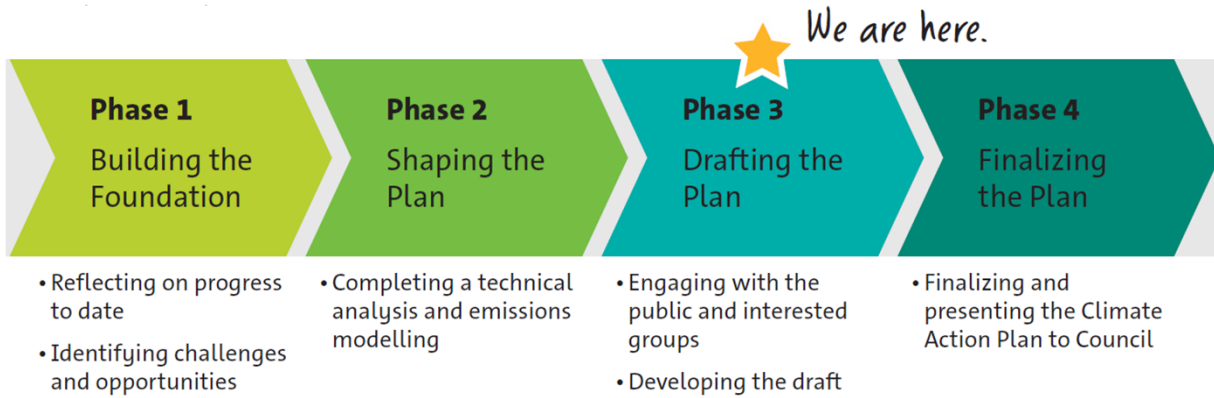 We are here.
Phase 1
Building the
Foundation
• Reflecting on progress
to date
• Identifying challenges
and opportunities
Phase 2
Shaping the
Plan
• Completing a technical
analysis and emissions
modelling
Phase 3
Drafting the
Plan
• Engaging with the
public and interested
groups
• Developing the draft
Phase 4
Finalizing
the Plan
• Finalizing and
presenting the Climate
Action Plan to Council